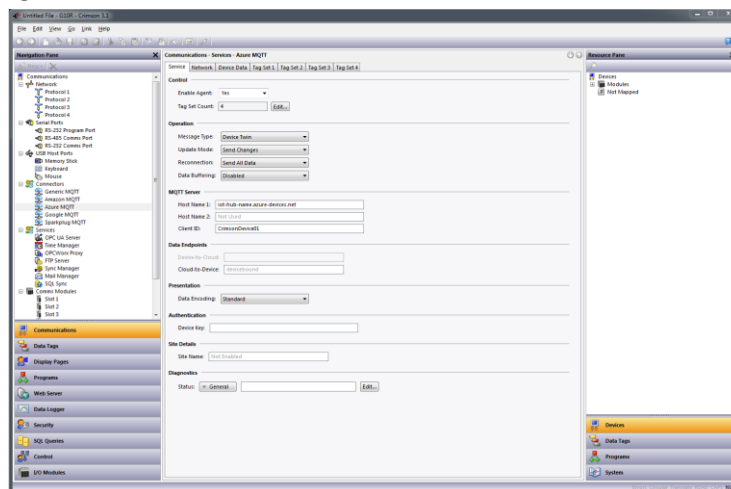 Untitled File - G10R - Crimson 3.1
File Edit View Go Link Help
Navigation Pane
Communications
Network
Protocol 1
Protocol 2
Protocol 3
Protocol 4
Serial Ports
RS-232 Program Port
RS-485 Comms Port
RS-232 Comms Port
USB Host Ports
Memory Stick
Keyboard
Mouse
Connectors
Generic MQTT
Amazon MQTT
Azure MQTT
Google MQTT
Sparkplug MQTT
Services
OPC UA Server
Time Manager
OPCWorx Proxy
FTP Server
Sync Manager
Mail Manager
SQL Sync
Comms Modules
Slot 1
Slot 2
Slot 3
Communications
Data Tags
Display Pages
Programs
Web Server
Data Logger
Security
SQL Queries
Control
I/O Modules
Communications - Services - Azure MQTT
Service Network Device Data Tag Set 1 Tag Set 2 Tag Set 3 Tag Set 4
Control
Enable Agent: Yes
Tag Set Count: 4 Edit...
Operation
Message Type: Device Twin
Update Mode: Send Changes
Reconnection: Send All Data
Data Buffering: Disabled
MQTT Server
Host Name 1: iot-hub-name.azure-devices.net
Host Name 2: Not Used
Client ID: CrimsonDevice01
Data Endpoints
Device-to-Cloud:
Cloud-to-Device: devicebound
Presentation
Data Encoding: Standard
Authentication
Device Key:
Site Details
Site Name: Not Enabled
Diagnostics
Status: General Edit...
Resource Pane
Devices
Modules
Not Mapped
Devices
Data Tags
Programs
System